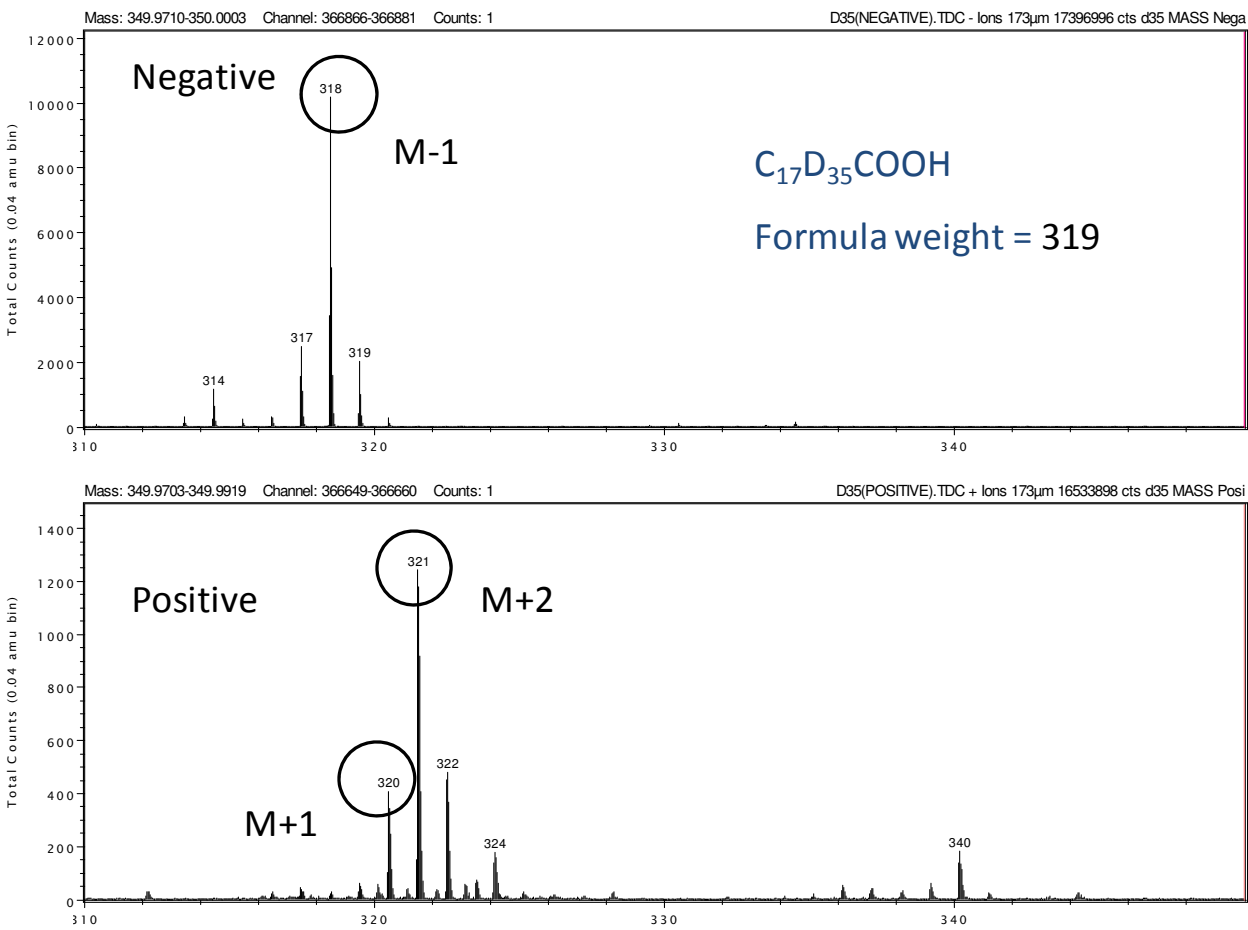 Mass: 349.9710-350.0003 Channel: 366866-366881 Counts: 1 D35(NEGATIVE).TDC - Ions 173µm 17396996 cts d35 MASS Nega
Total Counts (0.04 amu bin)
12000
10000
8000
6000
4000
2000
0
Negative
318
M-1
C₁₇D₃₅COOH
Formula weight = 319
317
319
314
310 320 330 340
Mass: 349.9703-349.9919 Channel: 366649-366660 Counts: 1 D35(POSITIVE).TDC + Ions 173µm 16533898 cts d35 MASS Posi
Total Counts (0.04 amu bin)
1400
1200
1000
800
600
400
200
0
321
Positive
M+2
322
320
M+1
324
340
310 320 330 340